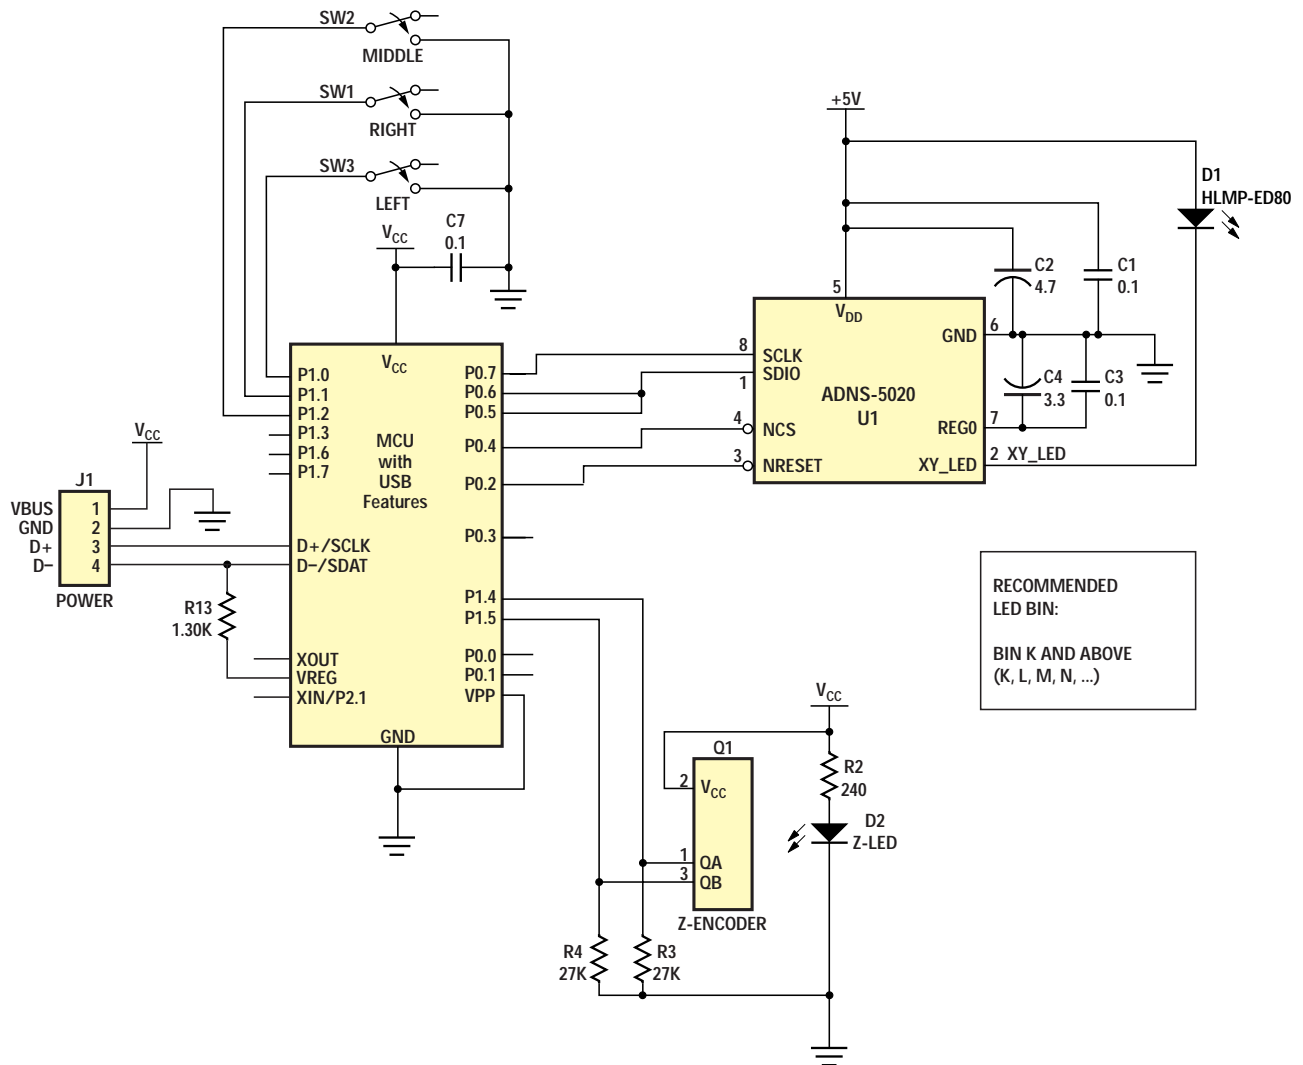 SW2
MIDDLE
SW1
RIGHT
SW3
LEFT
C7
0.1
VCC
VCC
P1.0
P1.1
P1.2
P1.3
P1.6
P1.7
D+/SCLK
D−/SDAT
XOUT
VREG
XIN/P2.1
GND
MCU
with
USB
Features
P0.7
P0.6
P0.5
P0.4
P0.2
P0.3
P1.4
P1.5
P0.0
P0.1
VPP
VCC
J1
VBUS 1
GND 2
D+ 3
D− 4
POWER
R13
1.30K
+5V
D1
HLMP-ED80
C2
4.7
C1
0.1
5
VDD
8 SCLK
1 SDIO
4 NCS
3 NRESET
ADNS-5020
U1
GND 6
REG0 7
XY_LED 2 XY_LED
C4
3.3
C3
0.1
RECOMMENDED
LED BIN:
BIN K AND ABOVE
(K, L, M, N, ...)
VCC
Q1
2 VCC
1 QA
3 QB
Z-ENCODER
R2
240
D2
Z-LED
R4
27K
R3
27K